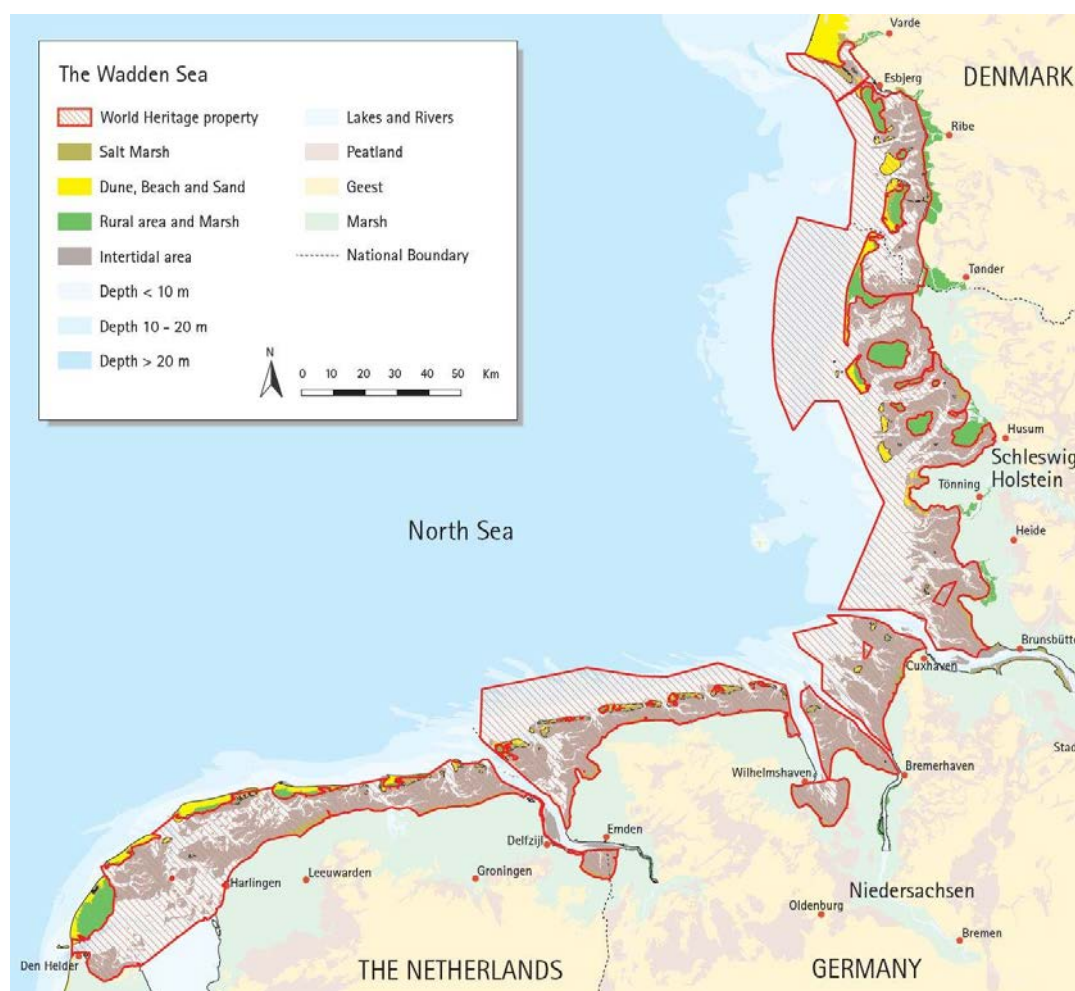 The Wadden Sea
World Heritage property
Salt Marsh
Dune, Beach and Sand
Rural area and Marsh
Intertidal area
Depth < 10 m
Depth 10 - 20 m
Depth > 20 m
Lakes and Rivers
Peatland
Geest
Marsh
National Boundary
N
0 10 20 30 40 50 Km
Varde
DENMARK
Esbjerg
Ribe
Tønder
Husum
Schleswig
Holstein
Tönning
North Sea
Heide
Brunsbütte
Cuxhaven
Stad
Wilhelmshaven
Bremerhaven
Delfzijl
Emden
Harlingen
Leeuwarden
Groningen
Niedersachsen
Oldenburg
Bremen
Den Helder
THE NETHERLANDS
GERMANY